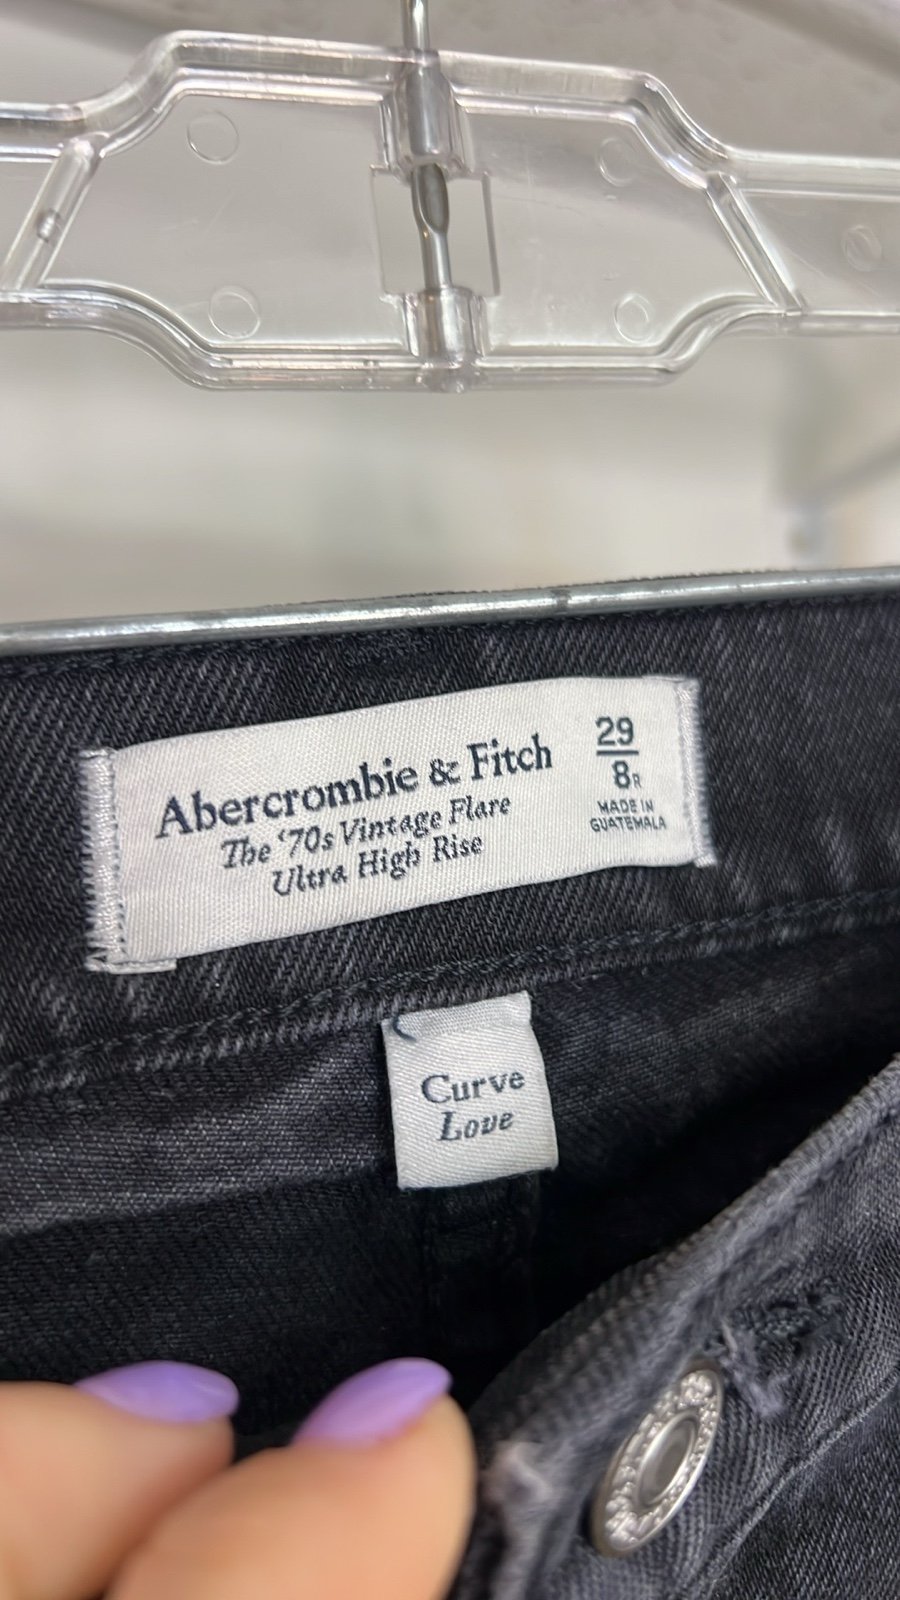 Abercrombie & Fitch
The '70s Vintage Flare
Ultra High Rise
29
8R
MADE IN
GUATEMALA
Curve
Love